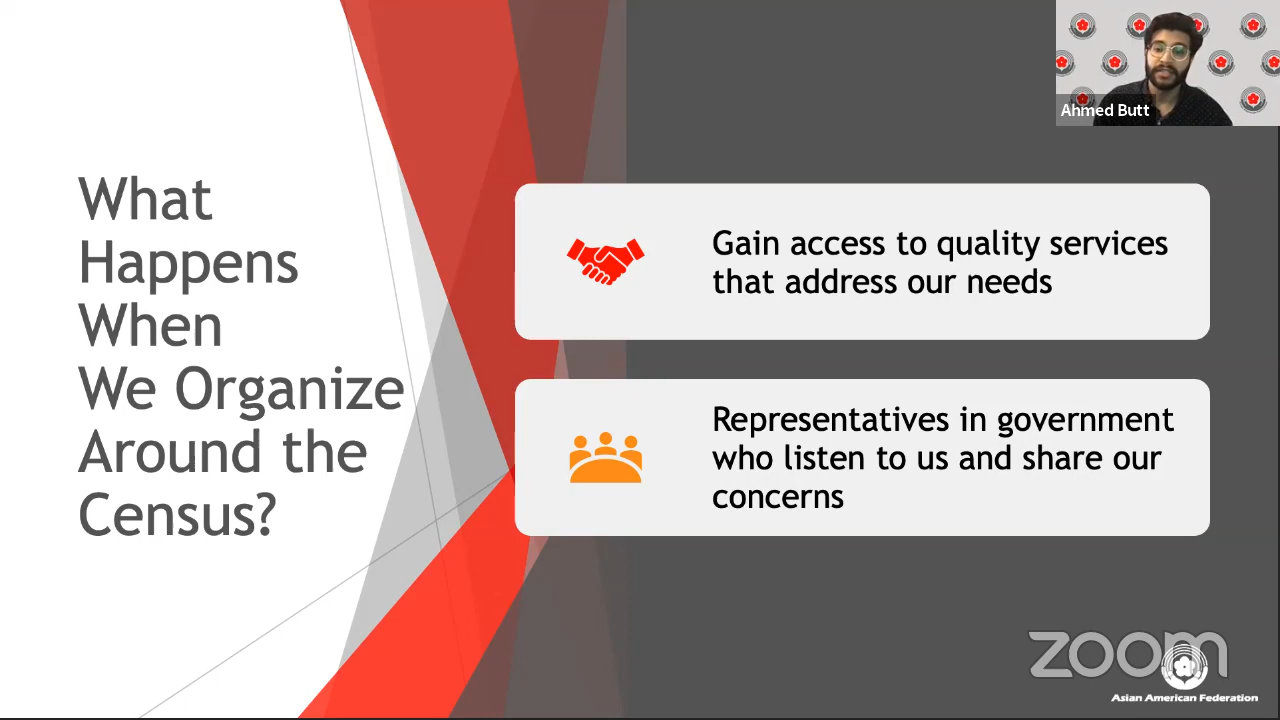 What
Happens
When
We Organize
Around the
Census?
Ahmed Butt
Gain access to quality services
that address our needs
Representatives in government
who listen to us and share our
concerns
zoom
Asian American Federation